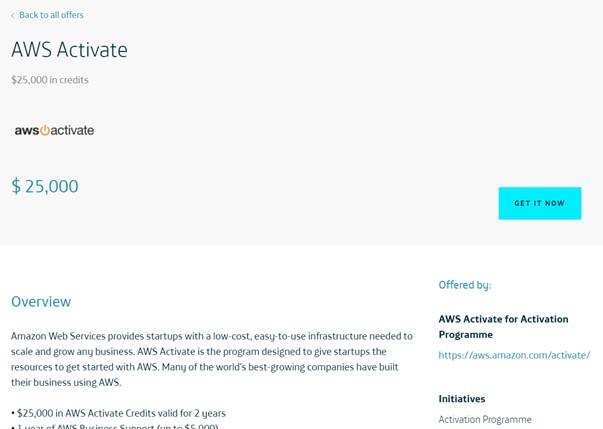 ‹ Back to all offers
AWS Activate
$25,000 in credits
aws activate
$ 25,000
GET IT NOW
Overview
Amazon Web Services provides startups with a low-cost, easy-to-use infrastructure needed to
scale and grow any business. AWS Activate is the program designed to give startups the
resources to get started with AWS. Many of the world's best-growing companies have built
their business using AWS.
• $25,000 in AWS Activate Credits valid for 2 years
• 1 year of AWS Business Support (up to $5,000)
Offered by:
AWS Activate for Activation
Programme
https://aws.amazon.com/activate/
Initiatives
Activation Programme